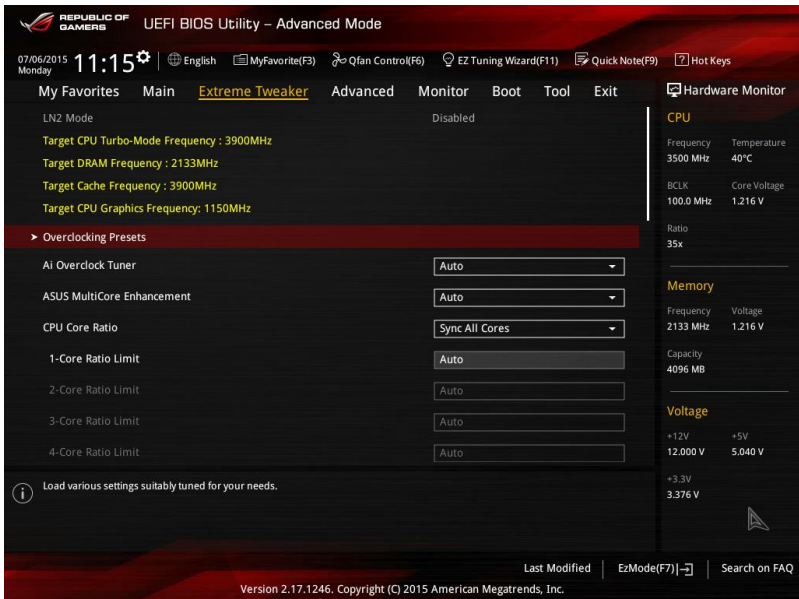 REPUBLIC OF
GAMERS
UEFI BIOS Utility – Advanced Mode
07/06/2015
Monday
11:15
English
MyFavorite(F3)
Qfan Control(F6)
EZ Tuning Wizard(F11)
Quick Note(F9)
? Hot Keys
My Favorites
Main
Extreme Tweaker
Advanced
Monitor
Boot
Tool
Exit
LN2 Mode Disabled
Target CPU Turbo-Mode Frequency : 3900MHz
Target DRAM Frequency : 2133MHz
Target Cache Frequency : 3900MHz
Target CPU Graphics Frequency: 1150MHz
Overclocking Presets
Ai Overclock Tuner Auto
ASUS MultiCore Enhancement Auto
CPU Core Ratio Sync All Cores
1-Core Ratio Limit Auto
2-Core Ratio Limit Auto
3-Core Ratio Limit Auto
4-Core Ratio Limit Auto
i Load various settings suitably tuned for your needs.
Hardware Monitor
CPU
Frequency Temperature
3500 MHz 40°C
BCLK Core Voltage
100.0 MHz 1.216 V
Ratio
35x
Memory
Frequency Voltage
2133 MHz 1.216 V
Capacity
4096 MB
Voltage
+12V +5V
12.000 V 5.040 V
+3.3V
3.376 V
Last Modified
EzMode(F7)
Search on FAQ
Version 2.17.1246. Copyright (C) 2015 American Megatrends, Inc.